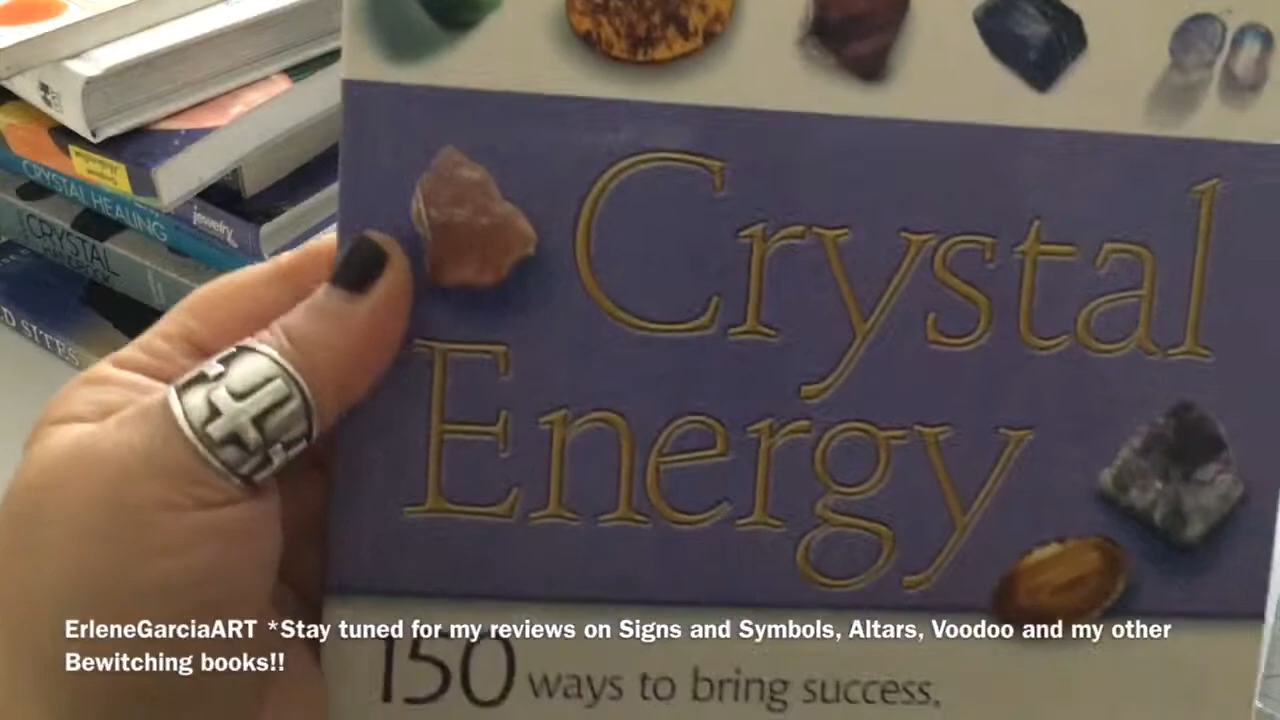 CRYSTAL HEALING
jewelry
CRYSTAL
D SITES
Crystal
Energy
150 ways to bring success,
ErleneGarciaART *Stay tuned for my reviews on Signs and Symbols, Altars, Voodoo and my other
Bewitching books!!